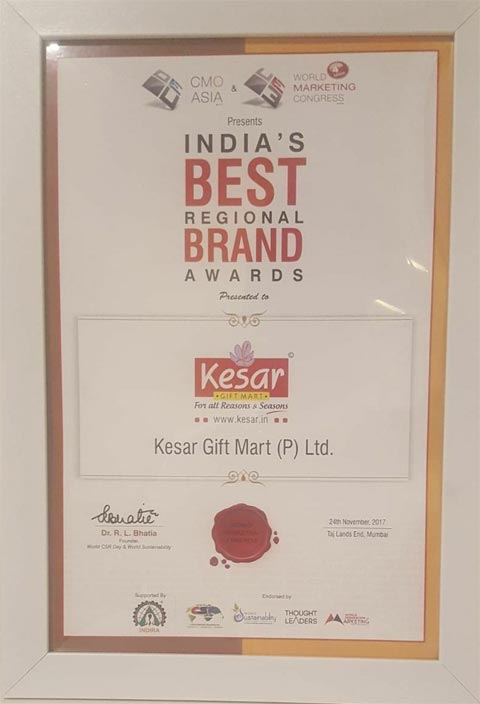 CMO
ASIA
&
WORLD
MARKETING
CONGRESS
Presents
INDIA'S
BEST
REGIONAL
BRAND
AWARDS
Presented to
Kesar
GIFT MART
For all Reasons & Seasons
www.kesar.in
Kesar Gift Mart (P) Ltd.
Dr. R. L. Bhatia
Founder,
World CSR Day & World Sustainability
24th November, 2017
Taj Lands End, Mumbai
Supported By
INDIRA
Endorsed by
Sustainability
THOUGHT
LEADERS